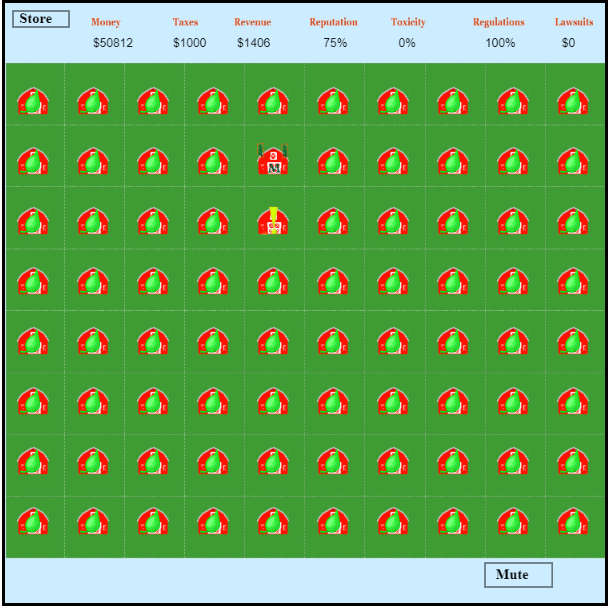 Store
Money Taxes Revenue Reputation Toxicity Regulations Lawsuits
$50812 $1000 $1406 75% 0% 100% $0
Mute